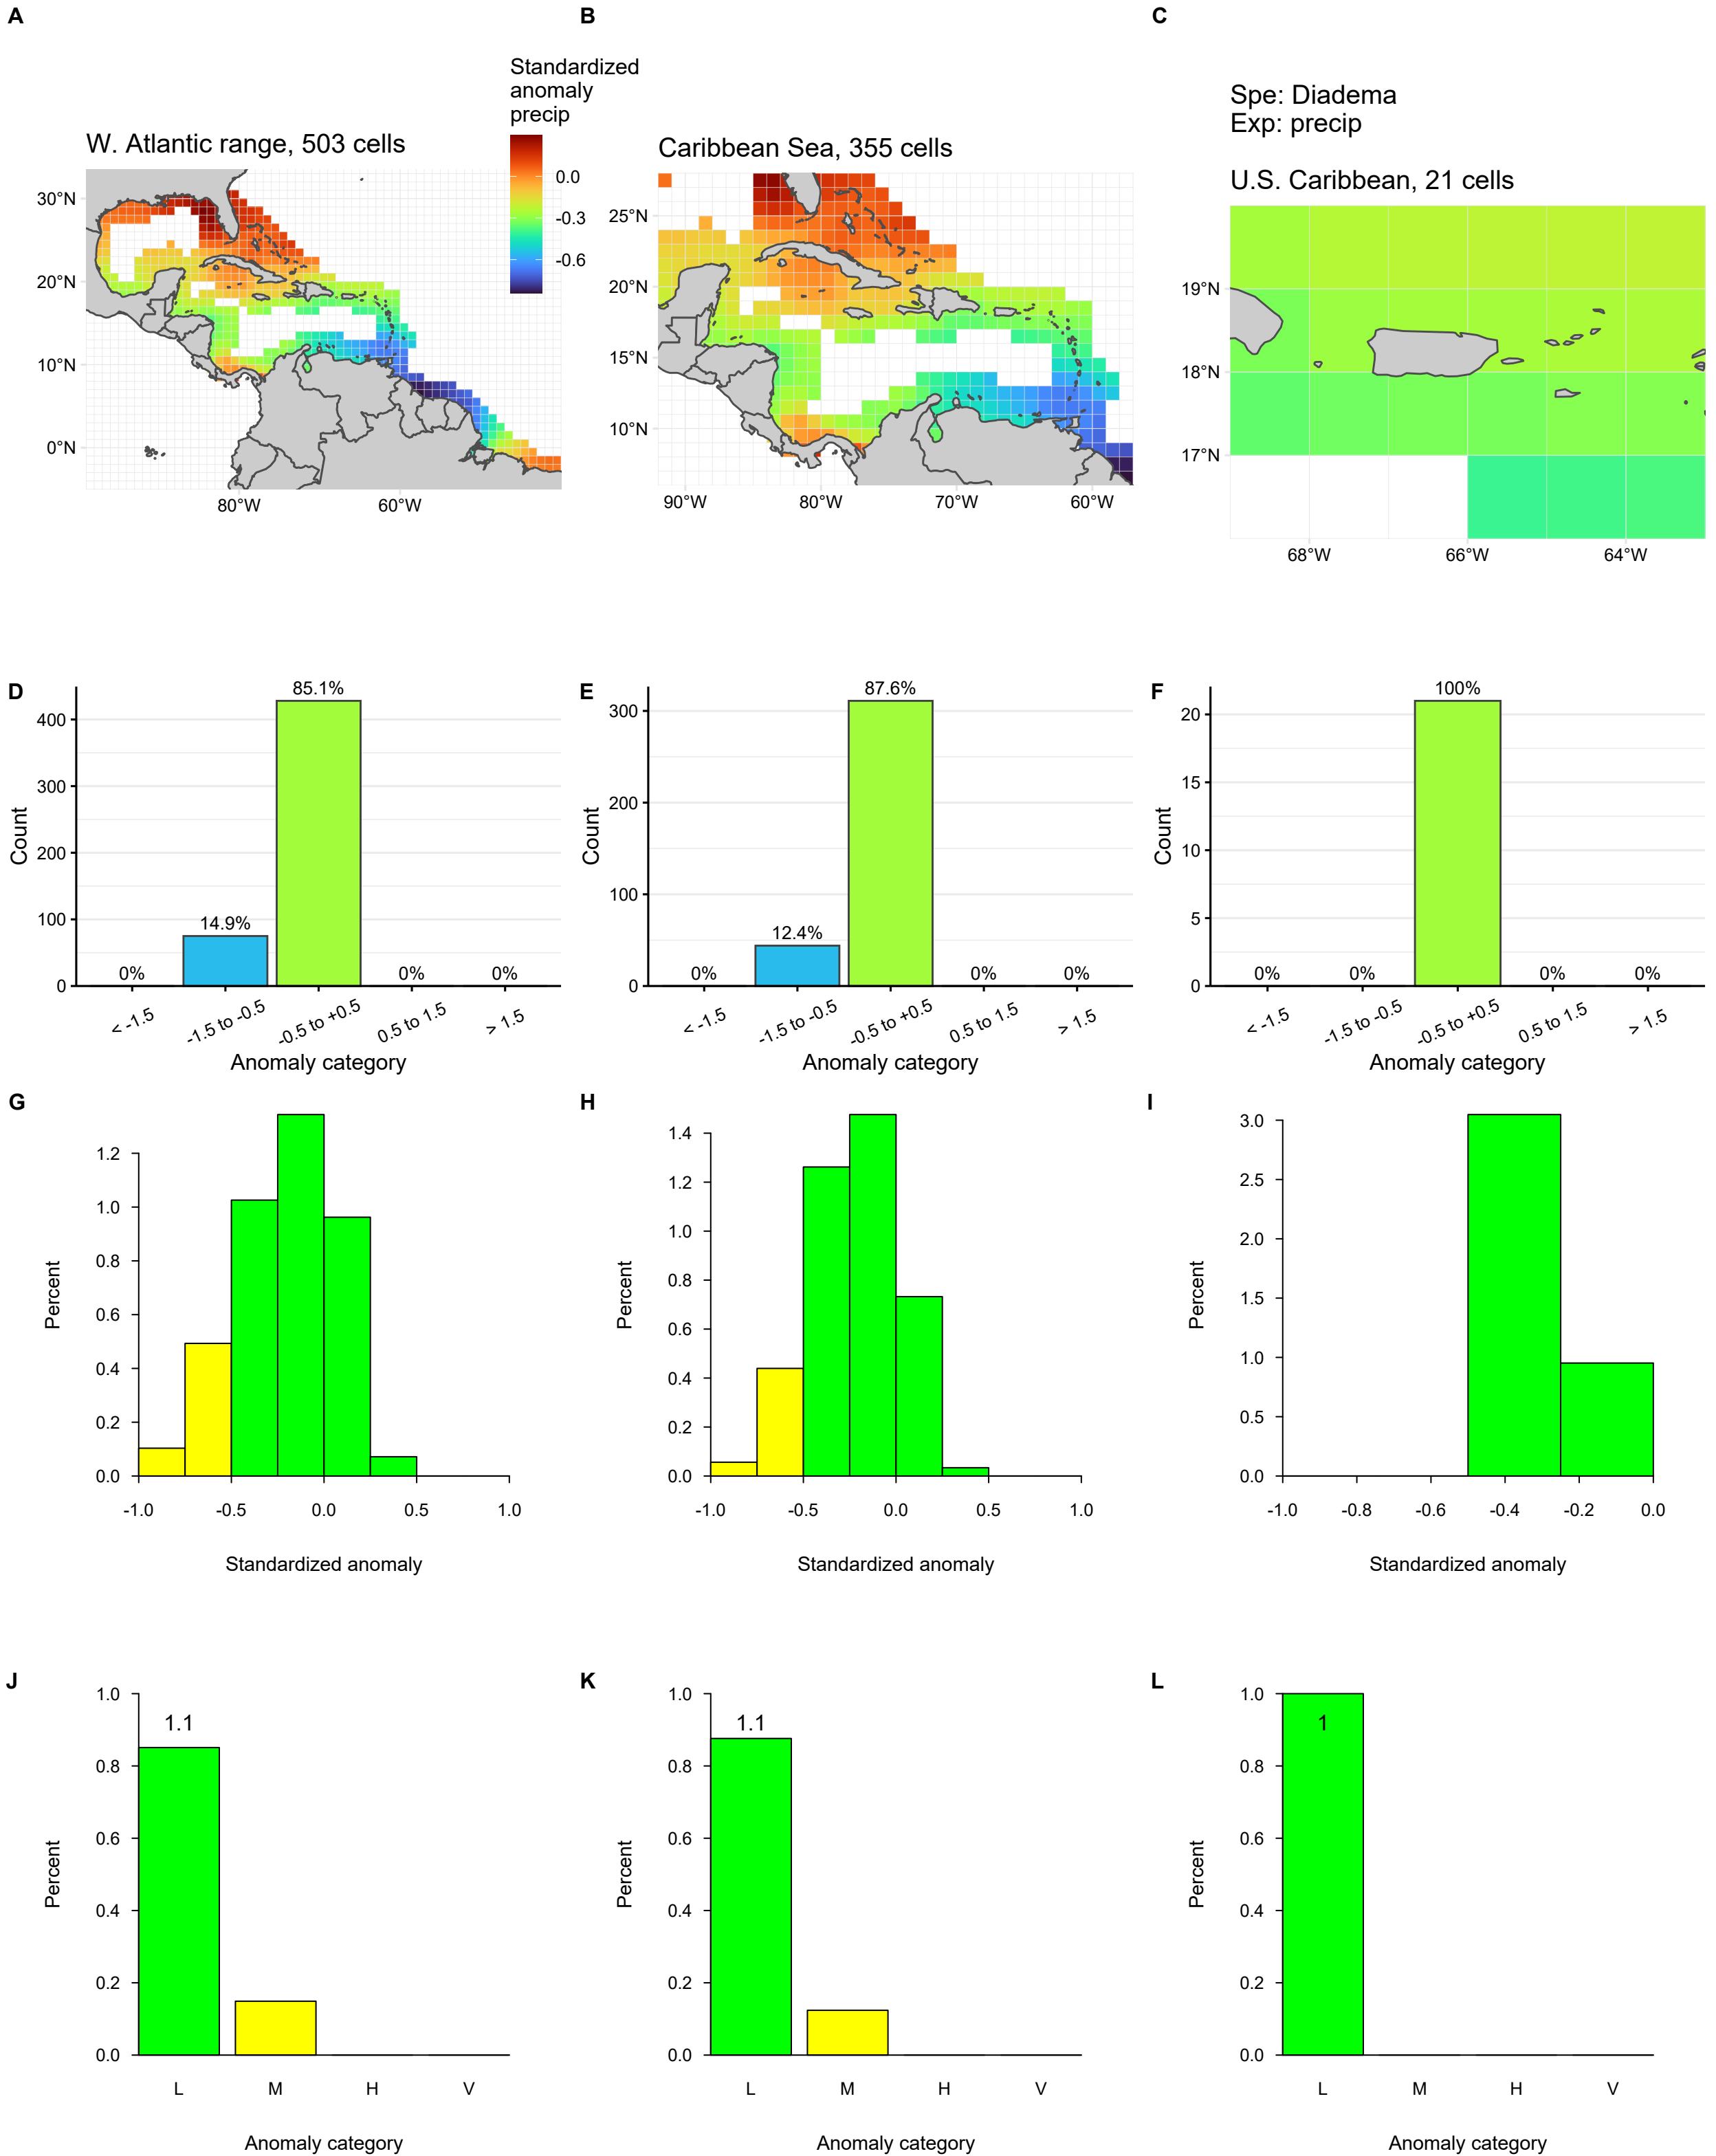 A
B
C
Standardized
anomaly
precip
0.0
-0.3
-0.6
W. Atlantic range, 503 cells
30°N
20°N
10°N
0°N
80°W
60°W
Caribbean Sea, 355 cells
25°N
20°N
15°N
10°N
90°W
80°W
70°W
60°W
Spe: Diadema
Exp: precip
U.S. Caribbean, 21 cells
19°N
18°N
17°N
68°W
66°W
64°W
D
Count
400
300
200
100
0
0%
14.9%
85.1%
0%
0%
< -1.5
-1.5 to -0.5
-0.5 to +0.5
0.5 to 1.5
> 1.5
Anomaly category
E
Count
300
200
100
0
0%
12.4%
87.6%
0%
0%
< -1.5
-1.5 to -0.5
-0.5 to +0.5
0.5 to 1.5
> 1.5
Anomaly category
F
Count
20
15
10
5
0
0%
0%
100%
0%
0%
< -1.5
-1.5 to -0.5
-0.5 to +0.5
0.5 to 1.5
> 1.5
Anomaly category
G
Percent
1.2
1.0
0.8
0.6
0.4
0.2
0.0
-1.0
-0.5
0.0
0.5
1.0
Standardized anomaly
H
Percent
1.4
1.2
1.0
0.8
0.6
0.4
0.2
0.0
-1.0
-0.5
0.0
0.5
1.0
Standardized anomaly
I
Percent
3.0
2.5
2.0
1.5
1.0
0.5
0.0
-1.0
-0.8
-0.6
-0.4
-0.2
0.0
Standardized anomaly
J
Percent
1.0
0.8
0.6
0.4
0.2
0.0
1.1
L
M
H
V
Anomaly category
K
Percent
1.0
0.8
0.6
0.4
0.2
0.0
1.1
L
M
H
V
Anomaly category
L
Percent
1.0
0.8
0.6
0.4
0.2
0.0
1
L
M
H
V
Anomaly category